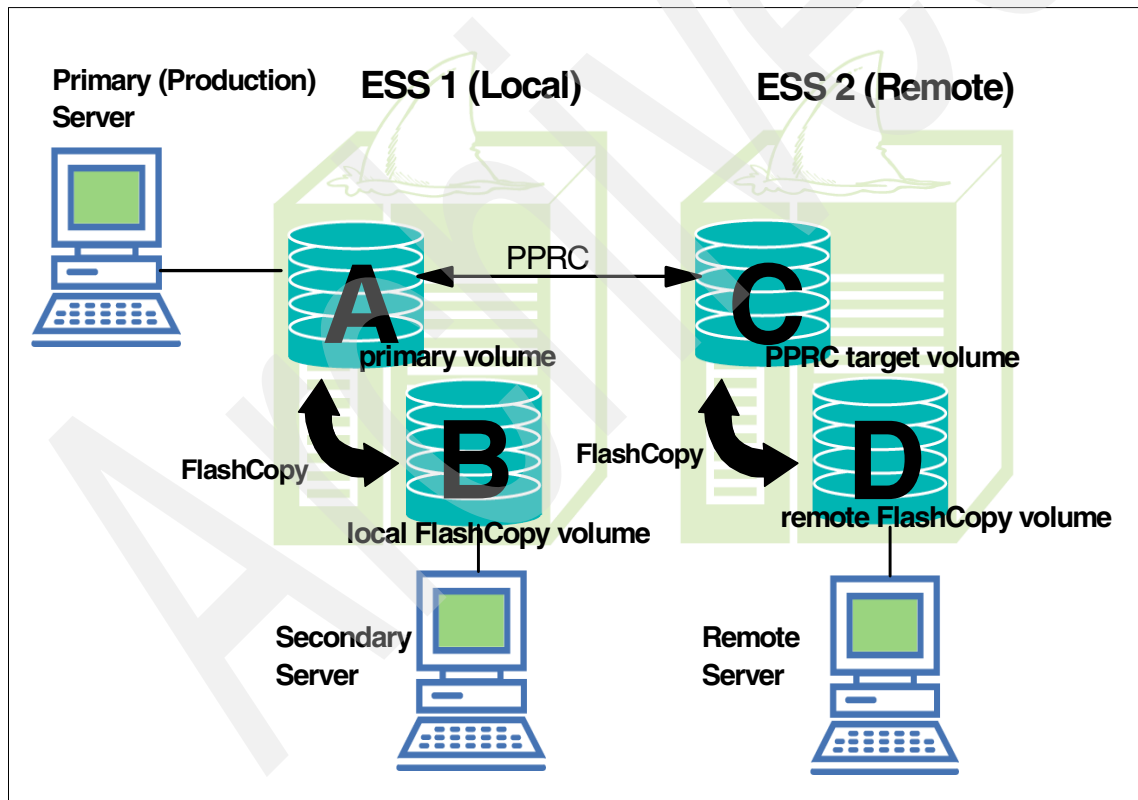 Primary (Production)
Server
ESS 1 (Local)
ESS 2 (Remote)
PPRC
A
primary volume
C
PPRC target volume
FlashCopy
B
local FlashCopy volume
FlashCopy
D
remote FlashCopy volume
Secondary
Server
Remote
Server